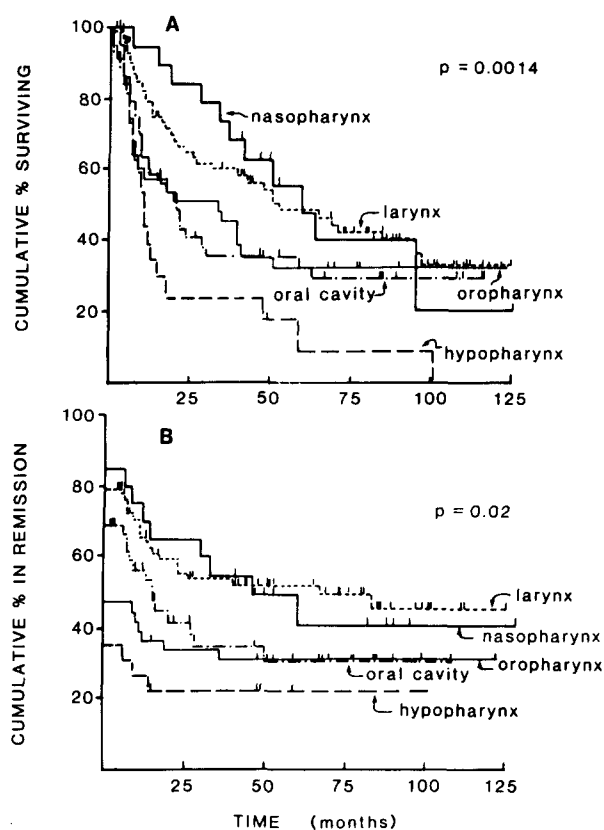 A
p = 0.0014
CUMULATIVE % SURVIVING
100
80
60
40
20
nasopharynx
larynx
oral cavity
oropharynx
hypopharynx
25
50
75
100
125
B
p = 0.02
CUMULATIVE % IN REMISSION
100
80
60
40
20
larynx
nasopharynx
oropharynx
oral cavity
hypopharynx
25
50
75
100
125
TIME (months)